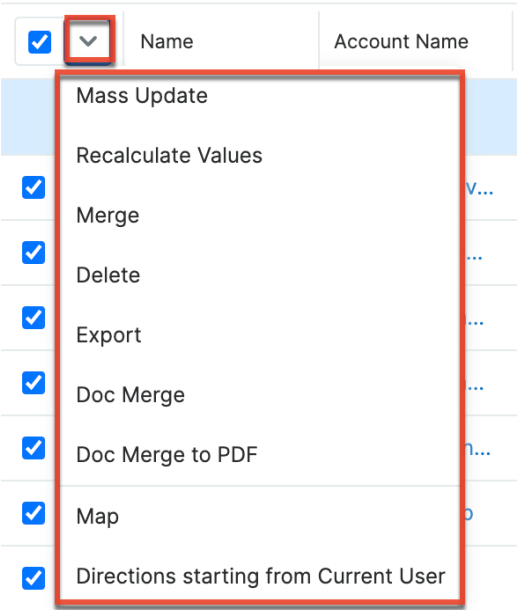 Name
Account Name
Mass Update
Recalculate Values
v...
Merge
...
Delete
Export
...
Doc Merge
...
Doc Merge to PDF
n...
Map
Directions starting from Current User